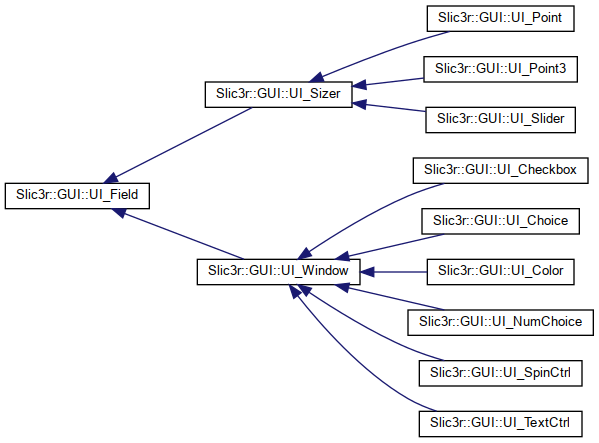 Slic3r::GUI::UI_Point
Slic3r::GUI::UI_Point3
Slic3r::GUI::UI_Sizer
Slic3r::GUI::UI_Slider
Slic3r::GUI::UI_Checkbox
Slic3r::GUI::UI_Field
Slic3r::GUI::UI_Choice
Slic3r::GUI::UI_Window
Slic3r::GUI::UI_Color
Slic3r::GUI::UI_NumChoice
Slic3r::GUI::UI_SpinCtrl
Slic3r::GUI::UI_TextCtrl